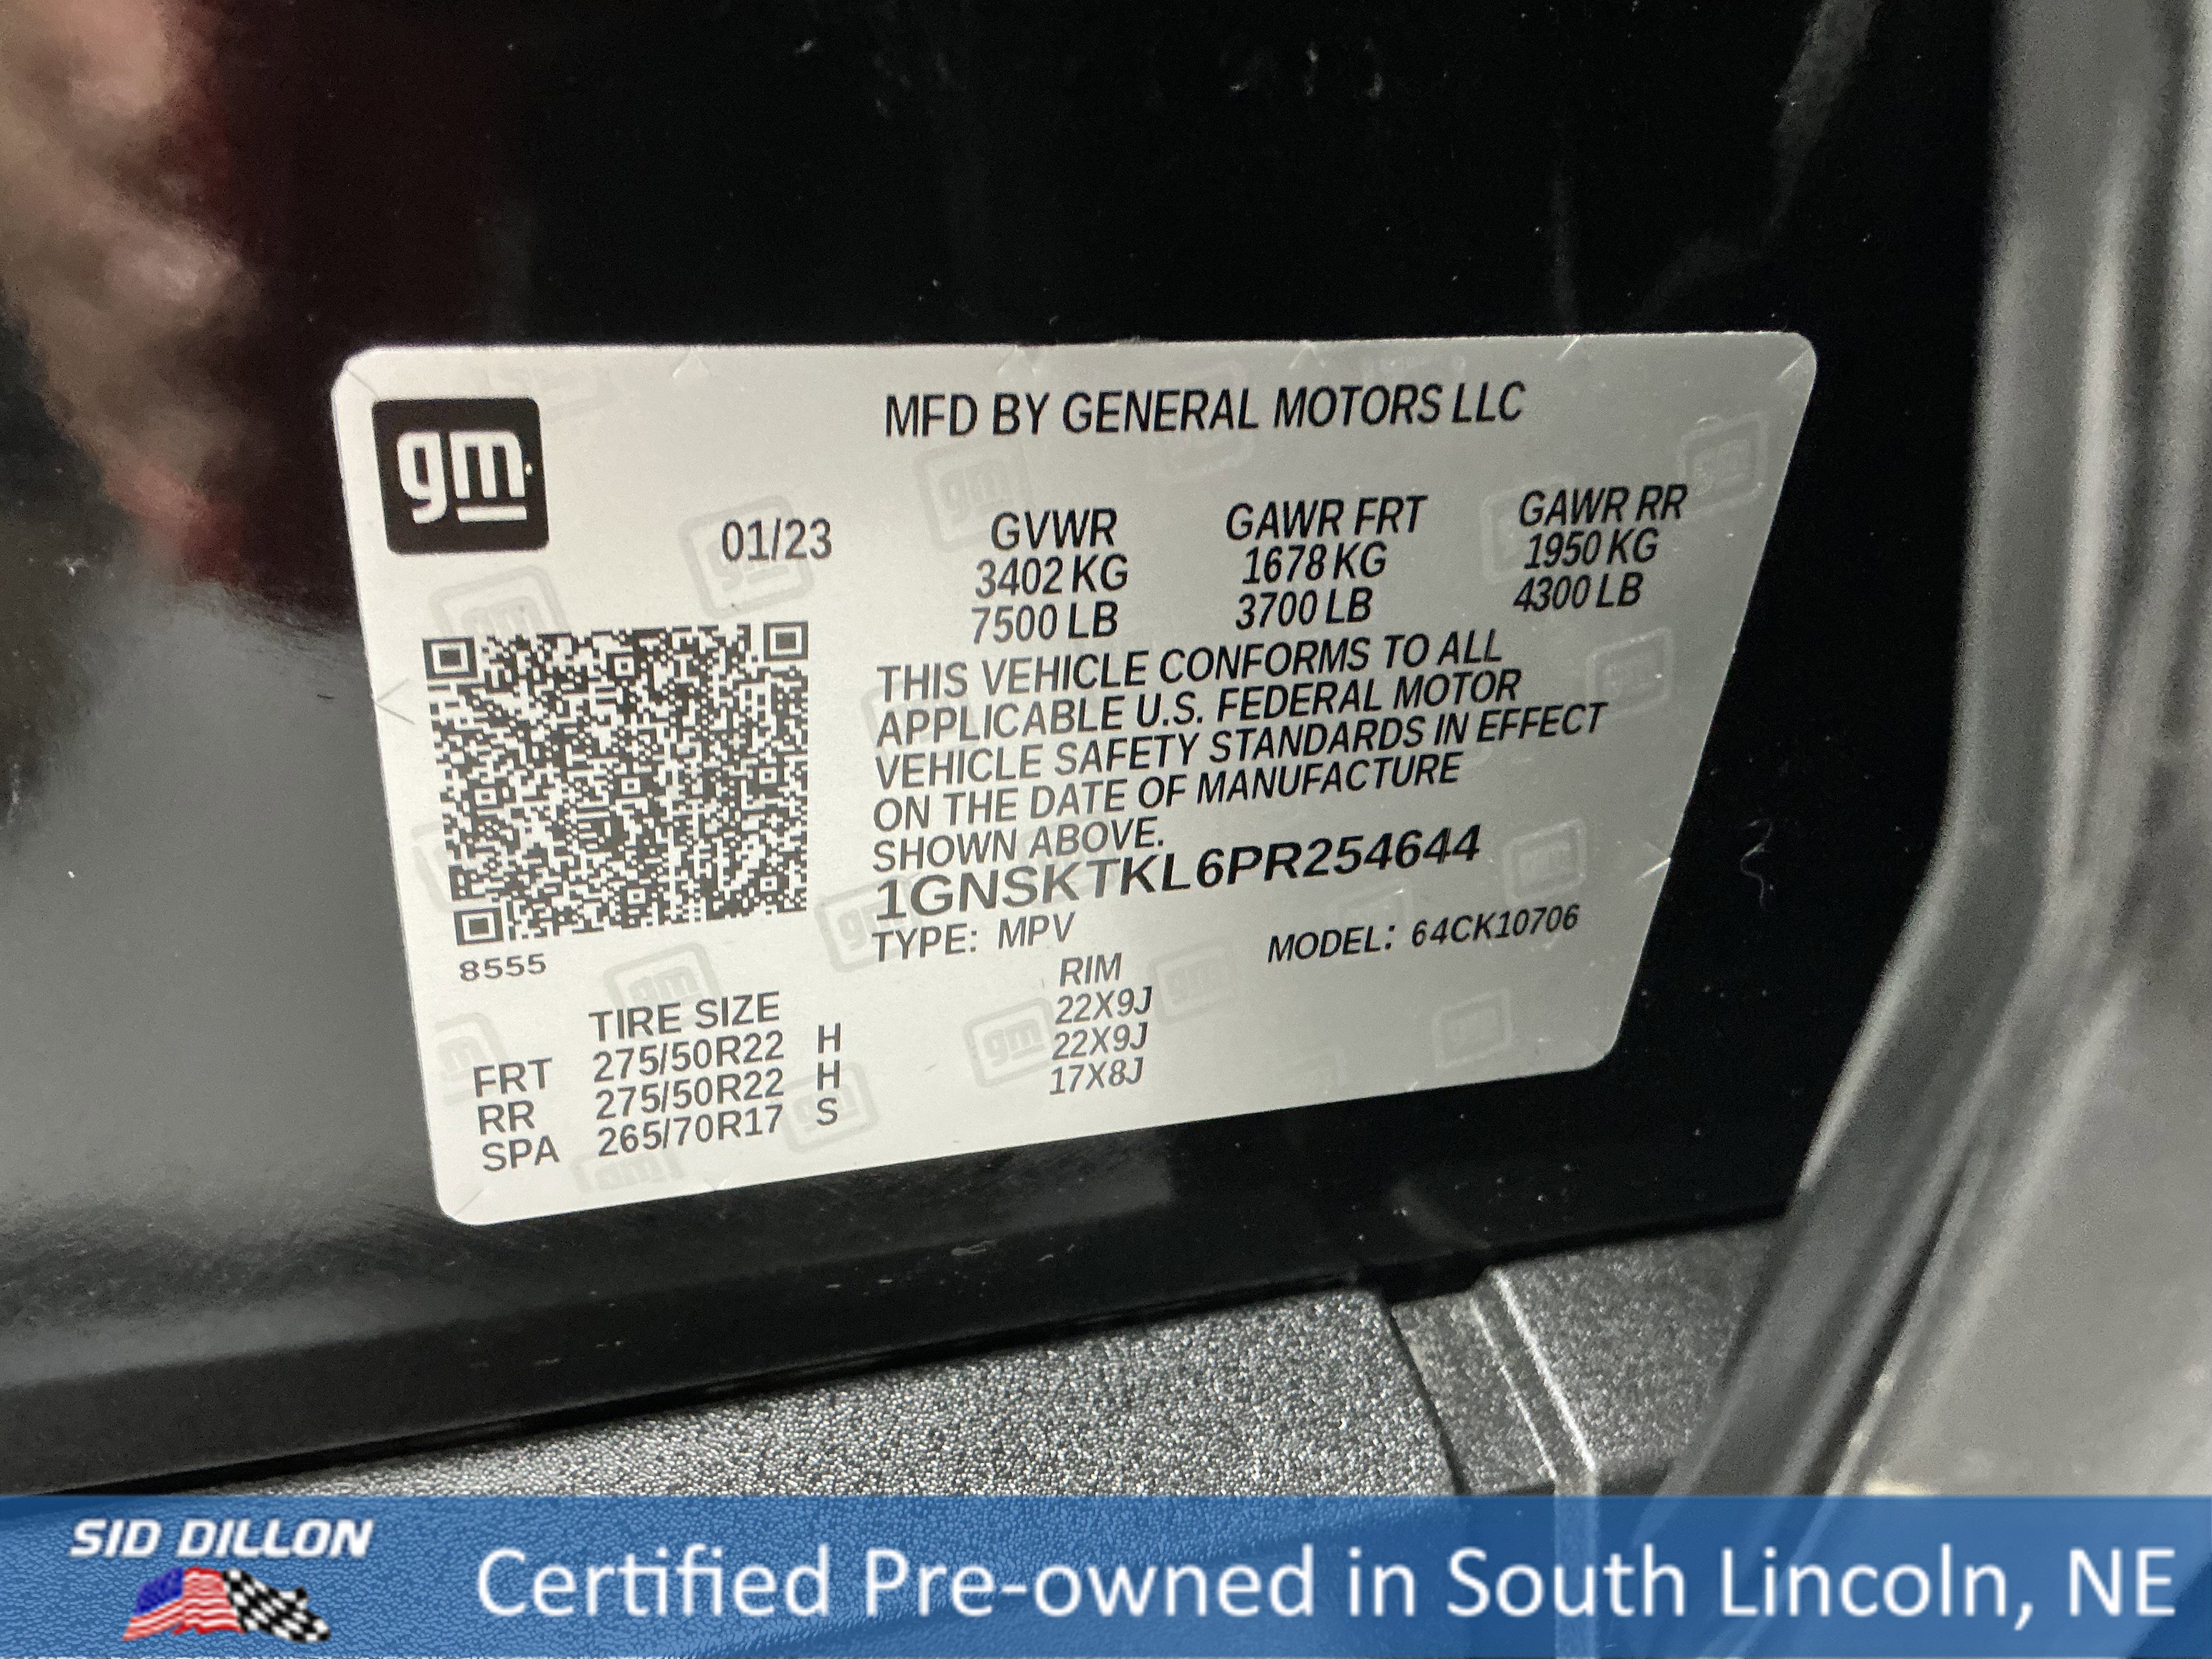 gm
MFD BY GENERAL MOTORS LLC
01/23
GVWR GAWR FRT GAWR RR
3402 KG 1678 KG 1950 KG
7500 LB 3700 LB 4300 LB
THIS VEHICLE CONFORMS TO ALL
APPLICABLE U.S. FEDERAL MOTOR
VEHICLE SAFETY STANDARDS IN EFFECT
ON THE DATE OF MANUFACTURE
SHOWN ABOVE.
1GNSKTKL6PR254644
TYPE: MPV MODEL: 64CK10706
8555
TIRE SIZE RIM
FRT 275/50R22 H 22X9J
RR 275/50R22 H 22X9J
SPA 265/70R17 S 17X8J
SID DILLON
Certified Pre-owned in South Lincoln, NE